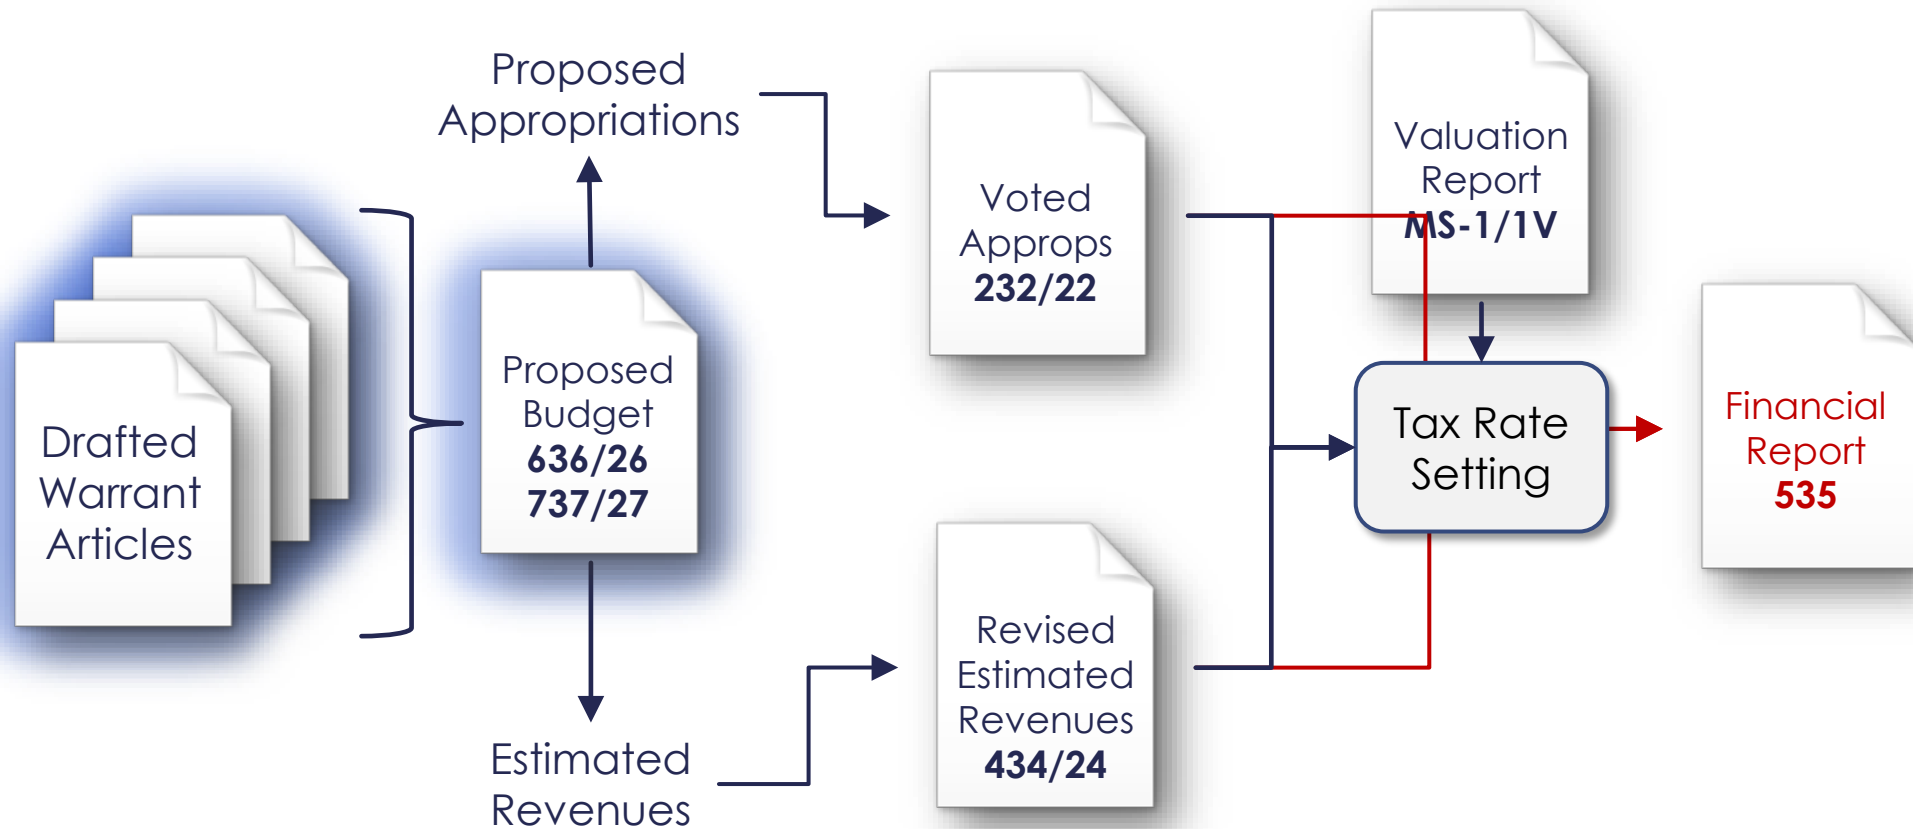 Drafted
Warrant
Articles
Proposed
Appropriations
Proposed
Budget
636/26
737/27
Estimated
Revenues
Voted
Approps
232/22
Revised
Estimated
Revenues
434/24
Valuation
Report
MS-1/1V
Tax Rate
Setting
Financial
Report
535